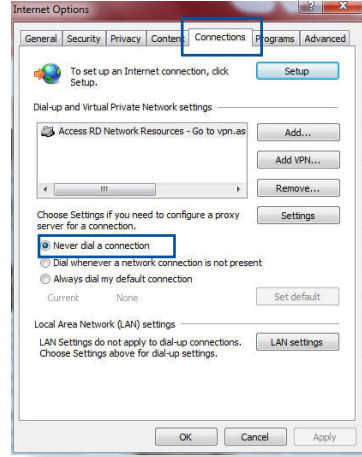 Internet Options
General Security Privacy Content Connections Programs Advanced
To set up an Internet connection, click
Setup.
Setup
Dial-up and Virtual Private Network settings
Access RD Network Resources - Go to vpn.as
Add...
Add VPN...
Remove...
Choose Settings if you need to configure a proxy
server for a connection.
Settings
Never dial a connection
Dial whenever a network connection is not present
Always dial my default connection
Current None
Set default
Local Area Network (LAN) settings
LAN Settings do not apply to dial-up connections.
Choose Settings above for dial-up settings.
LAN settings
OK Cancel Apply